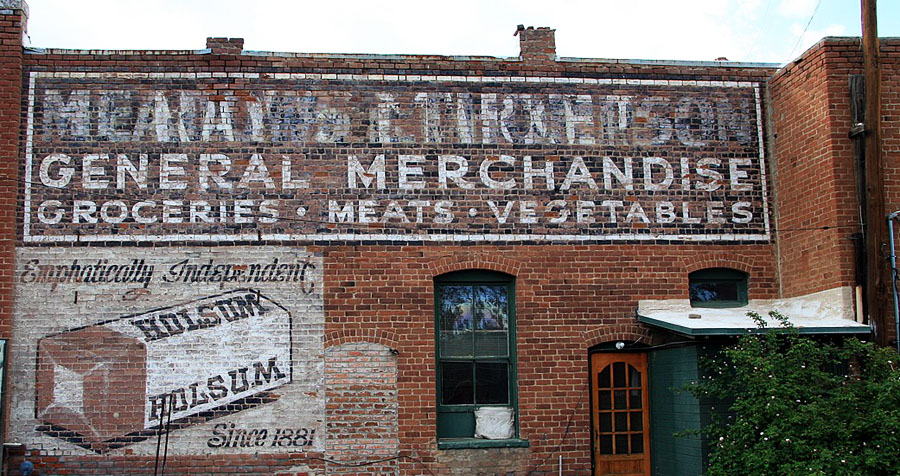 GENERAL MERCHANDISE
GROCERIES · MEATS · VEGETABLES
Emphatically Independent
HOLSUM
HOLSUM
Since 1881